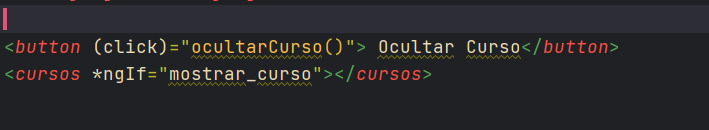 <button (click)="ocultarCurso()"> Ocultar Curso</button>
<cursos *ngIf="mostrar_curso"></cursos>